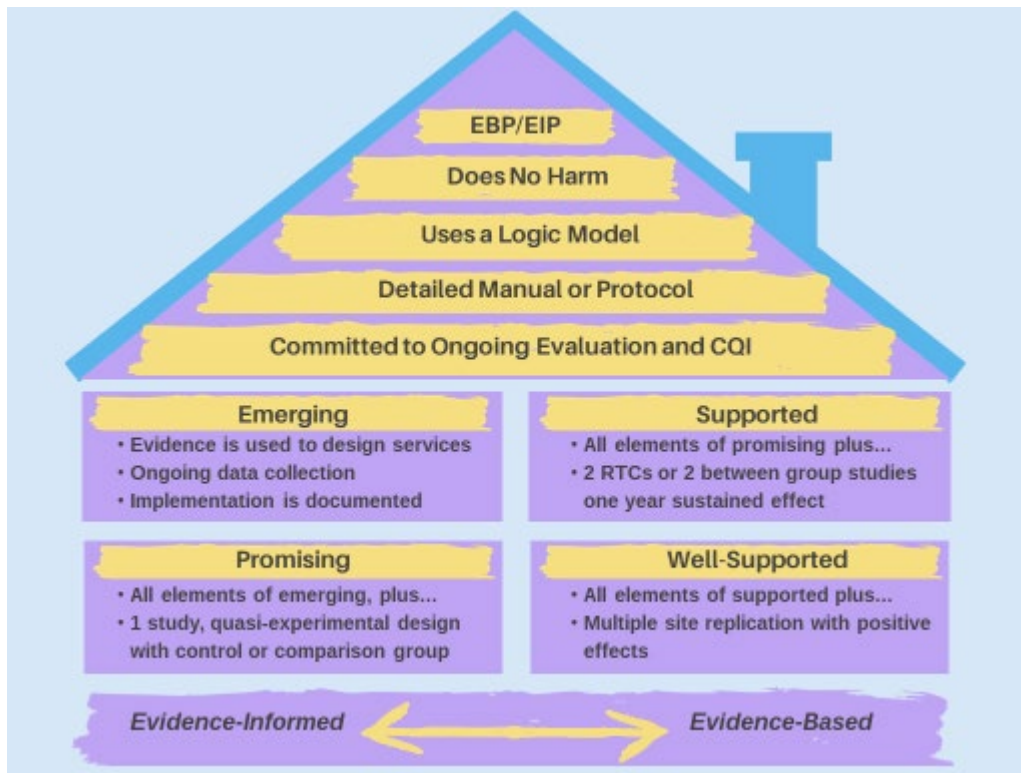 EBP/EIP
Does No Harm
Uses a Logic Model
Detailed Manual or Protocol
Committed to Ongoing Evaluation and CQI
Emerging
• Evidence is used to design services
• Ongoing data collection
• Implementation is documented
Supported
• All elements of promising plus...
• 2 RTCs or 2 between group studies
one year sustained effect
Promising
• All elements of emerging, plus...
• 1 study, quasi-experimental design
with control or comparison group
Well-Supported
• All elements of supported plus...
• Multiple site replication with positive
effects
Evidence-Informed
Evidence-Based